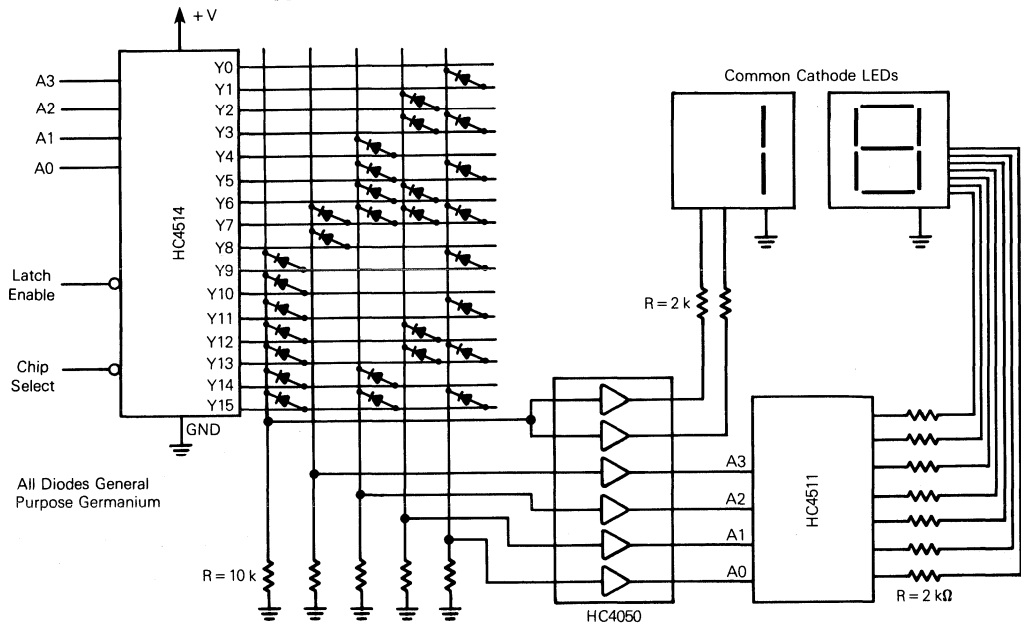 + V
Common Cathode LEDs
A3
A2
A1
A0
Latch
Enable
Chip
Select
HC4514
Y0
Y1
Y2
Y3
Y4
Y5
Y6
Y7
Y8
Y9
Y10
Y11
Y12
Y13
Y14
Y15
GND
All Diodes General
Purpose Germanium
R = 10 k
R = 2 k
HC4050
A3
A2
A1
A0
HC4511
R = 2 kΩ